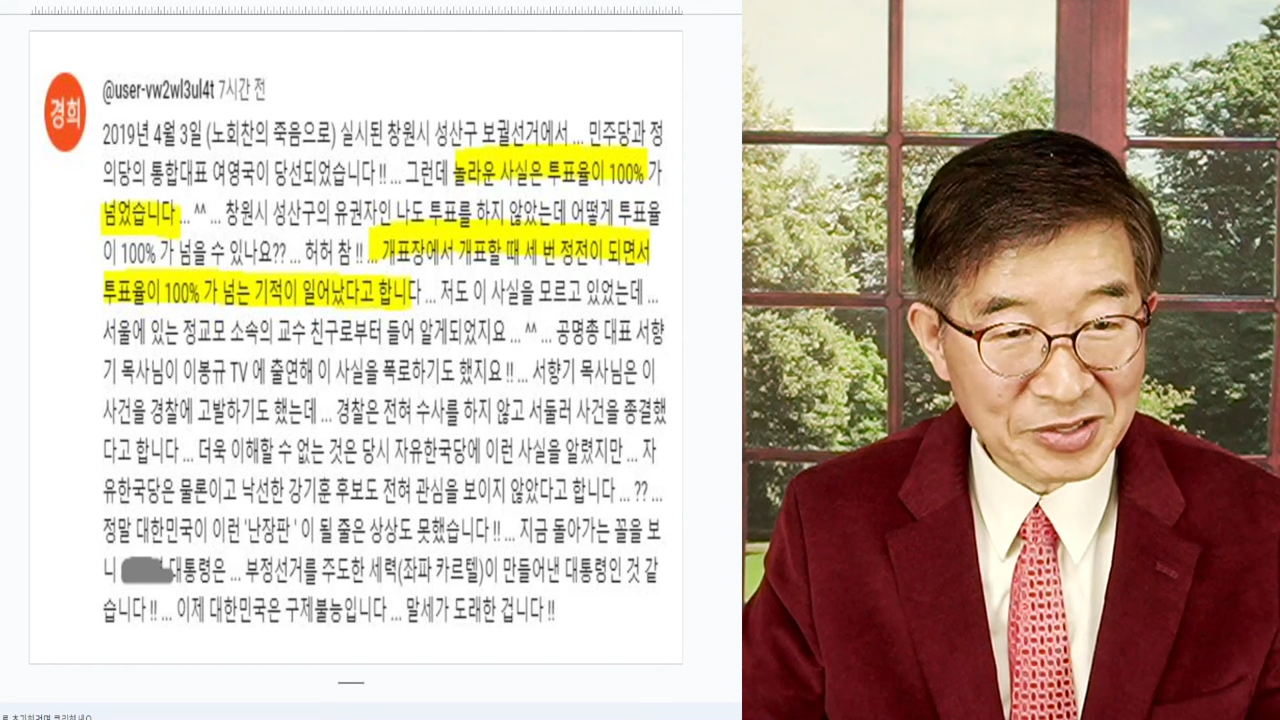 경희
@user-vw2wl3ul4t 7시간 전
2019년 4월 3일 (노회찬의 죽음으로) 실시된 창원시 성산구 보궐선거에서 ... 민주당과 정
의당의 통합대표 여영국이 당선되었습니다 !! ... 그런데 놀라운 사실은 투표율이 100% 가
넘었습니다 ... ^^ ... 창원시 성산구의 유권자인 나도 투표를 하지 않았는데 어떻게 투표율
이 100% 가 넘을 수 있나요?? ... 허허 참 !! ... 개표장에서 개표할 때 세 번 정전이 되면서
투표율이 100% 가 넘는 기적이 일어났다고 합니다 ... 저도 이 사실을 모르고 있었는데 ...
서울에 있는 정교모 소속의 교수 친구로부터 들어 알게되었지요 ... ^^ ... 공명총 대표 서향
기 목사님이 이봉규 TV 에 출연해 이 사실을 폭로하기도 했지요 !! ... 서향기 목사님은 이
사건을 경찰에 고발하기도 했는데 ... 경찰은 전혀 수사를 하지 않고 서둘러 사건을 종결했
다고 합니다 ... 더욱 이해할 수 없는 것은 당시 자유한국당에 이런 사실을 알렸지만 ... 자
유한국당은 물론이고 낙선한 강기훈 후보도 전혀 관심을 보이지 않았다고 합니다 ... ?? ...
정말 대한민국이 이런 '난장판 ' 이 될 줄은 상상도 못했습니다 !! ... 지금 돌아가는 꼴을 보
니 대통령은 ... 부정선거를 주도한 세력(좌파 카르텔)이 만들어낸 대통령인 것 같
습니다 !! ... 이제 대한민국은 구제불능입니다 ... 말세가 도래한 겁니다 !!